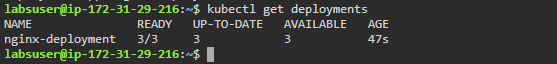 labsuser@ip-172-31-29-216:~$ kubectl get deployments
NAME READY UP-TO-DATE AVAILABLE AGE
nginx-deployment 3/3 3 3 47s
labsuser@ip-172-31-29-216:~$